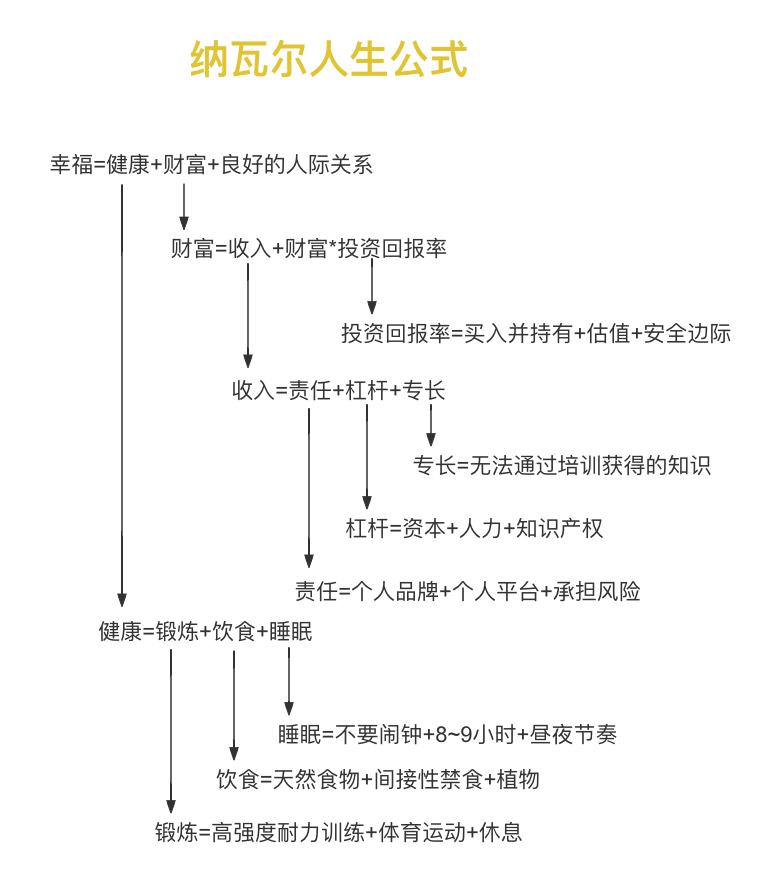 纳瓦尔人生公式
幸福=健康+财富+良好的人际关系
财富=收入+财富*投资回报率
投资回报率=买入并持有+估值+安全边际
收入=责任+杠杆+专长
专长=无法通过培训获得的知识
杠杆=资本+人力+知识产权
责任=个人品牌+个人平台+承担风险
健康=锻炼+饮食+睡眠
睡眠=不要闹钟+8~9小时+昼夜节奏
饮食=天然食物+间接性禁食+植物
锻炼=高强度耐力训练+体育运动+休息